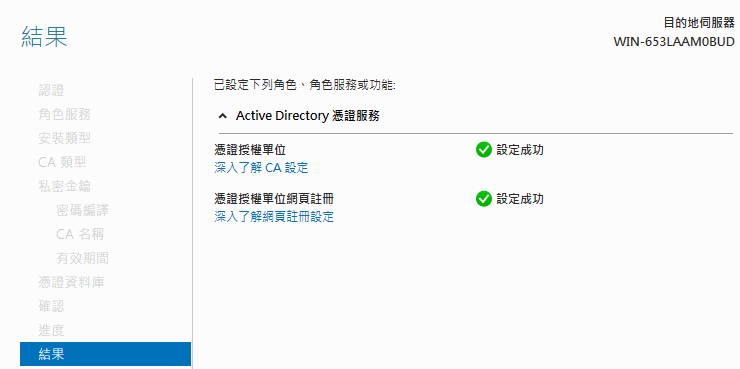 結果
目的地伺服器
WIN-653LAAM0BUD
認證
角色服務
安裝類型
CA 類型
私密金鑰
密碼編譯
CA 名稱
有效期間
憑證資料庫
確認
進度
結果
已設定下列角色、角色服務或功能:
Active Directory 憑證服務
憑證授權單位
設定成功
深入了解 CA 設定
憑證授權單位網頁註冊
設定成功
深入了解網頁註冊設定